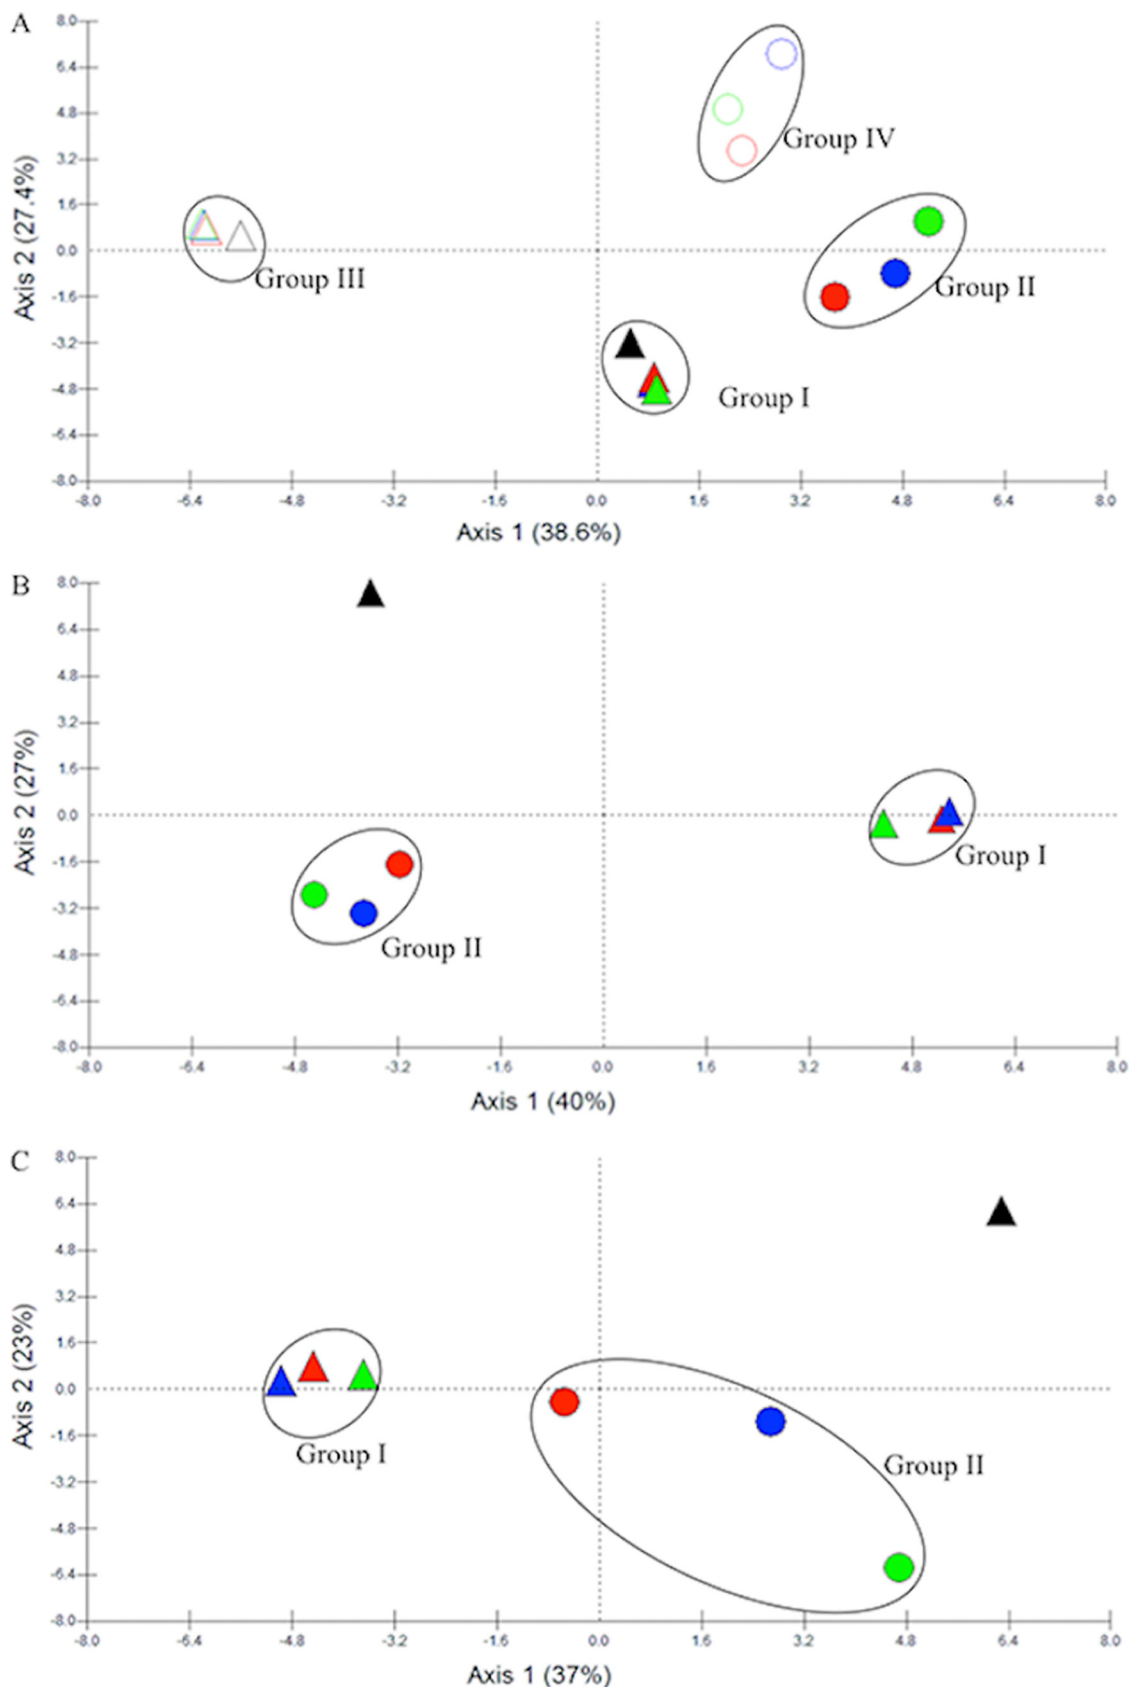 A
8.0
6.4
4.8
3.2
1.6
0.0
-1.6
-3.2
-4.8
-6.4
-8.0
Axis 2 (27.4%)
Group IV
Group III
Group II
Group I
-8.0 -6.4 -4.8 -3.2 -1.6 0.0 1.6 3.2 4.8 6.4 8.0
Axis 1 (38.6%)
B
8.0
6.4
4.8
3.2
1.6
0.0
-1.6
-3.2
-4.8
-6.4
-8.0
Axis 2 (27%)
Group I
Group II
-8.0 -6.4 -4.8 -3.2 -1.6 0.0 1.6 3.2 4.8 6.4 8.0
Axis 1 (40%)
C
8.0
6.4
4.8
3.2
1.6
0.0
-1.6
-3.2
-4.8
-6.4
-8.0
Axis 2 (23%)
Group I
Group II
-8.0 -6.4 -4.8 -3.2 -1.6 0.0 1.6 3.2 4.8 6.4 8.0
Axis 1 (37%)